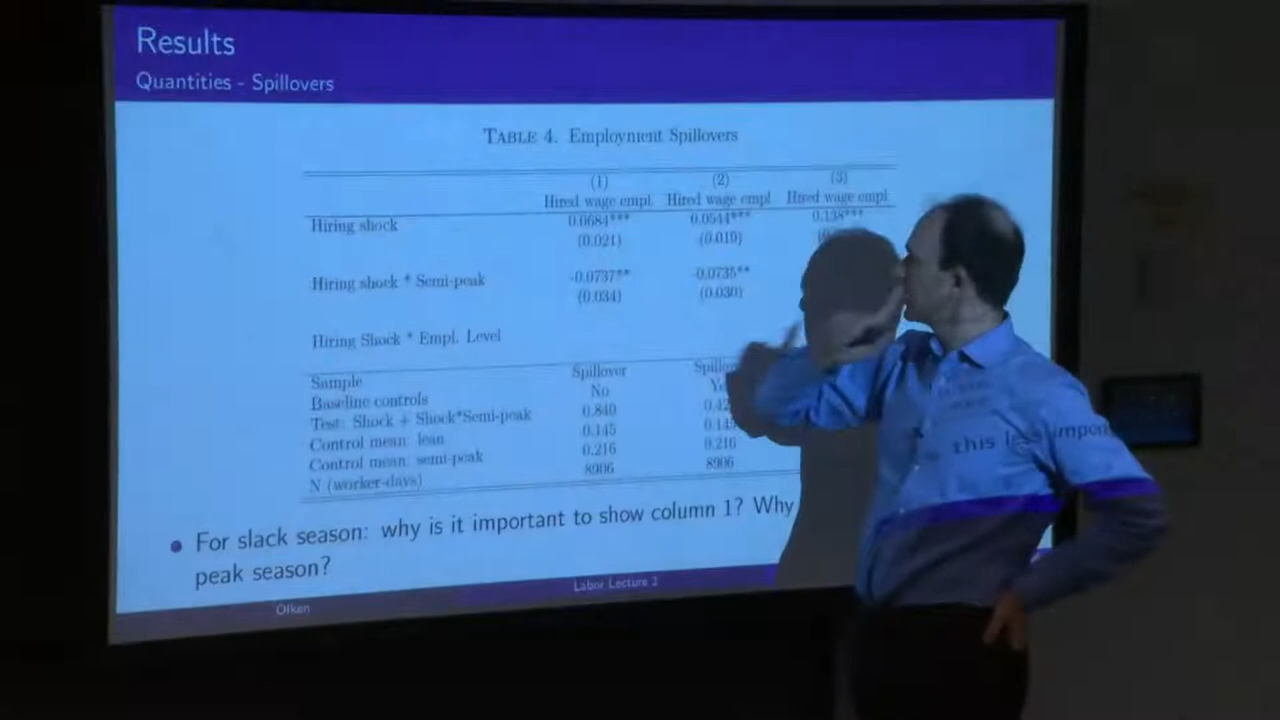 Results
Quantities - Spillovers
TABLE 4. Employment Spillovers
(1) (2) (3)
Hired wage empl. Hired wage empl Hired wage empl
Hiring shock 0.0684*** 0.0544*** 0.138***
(0.021) (0.019)
Hiring shock * Semi-peak -0.0737** -0.0735**
(0.034) (0.030)
Hiring Shock * Empl. Level
Sample Spillover
Baseline controls No
Test: Shock + Shock*Semi-peak 0.840
Control mean: lean 0.145
Control mean: semi-peak 0.216 0.216
N (worker-days) 8906 8906
For slack season: why is it important to show column 1? Why
this less
peak season?
Olken Labor Lecture